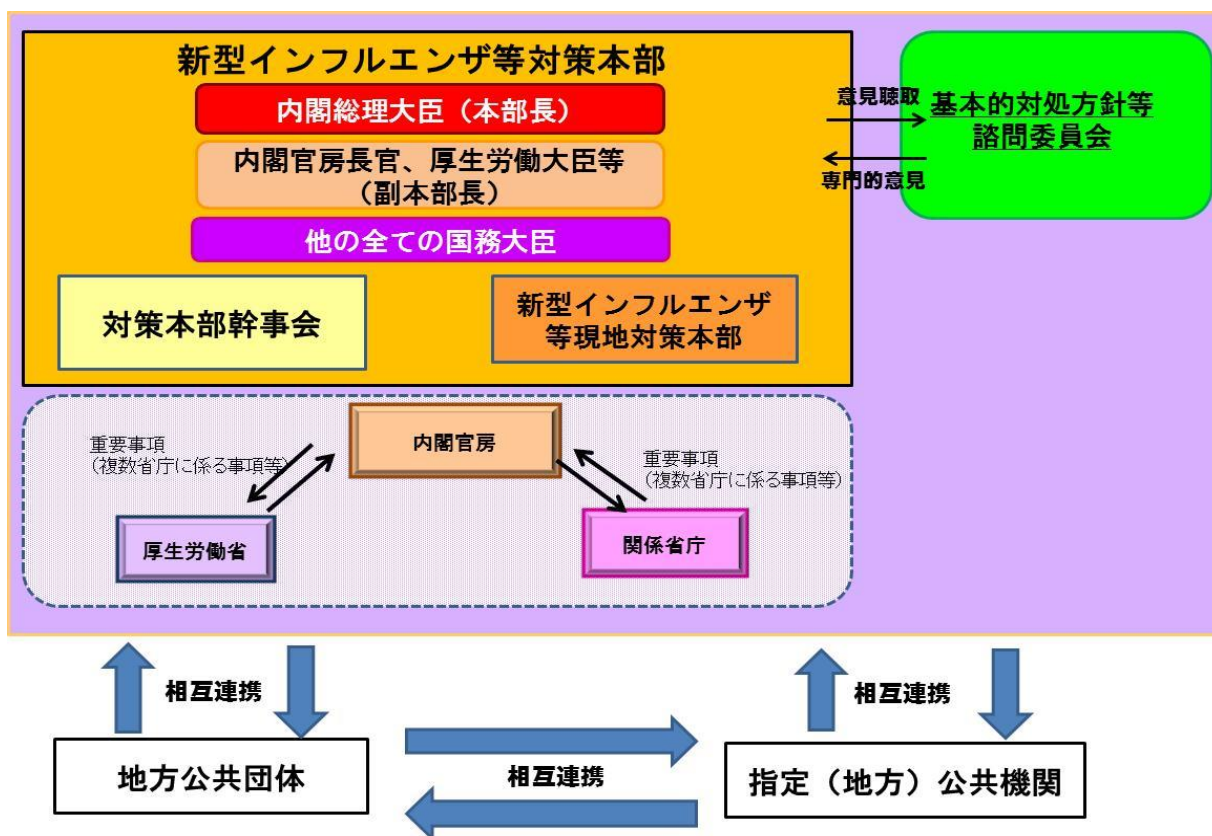 新型インフルエンザ等対策本部
内閣総理大臣（本部長）
内閣官房長官、厚生労働大臣等
（副本部長）
他の全ての国務大臣
対策本部幹事会
新型インフルエンザ
等現地対策本部
意見聴取
専門的意見
基本的対処方針等
諮問委員会
内閣官房
重要事項
（複数省庁に係る事項等）
重要事項
（複数省庁に係る事項等）
厚生労働省
関係省庁
相互連携
相互連携
地方公共団体
相互連携
指定（地方）公共機関